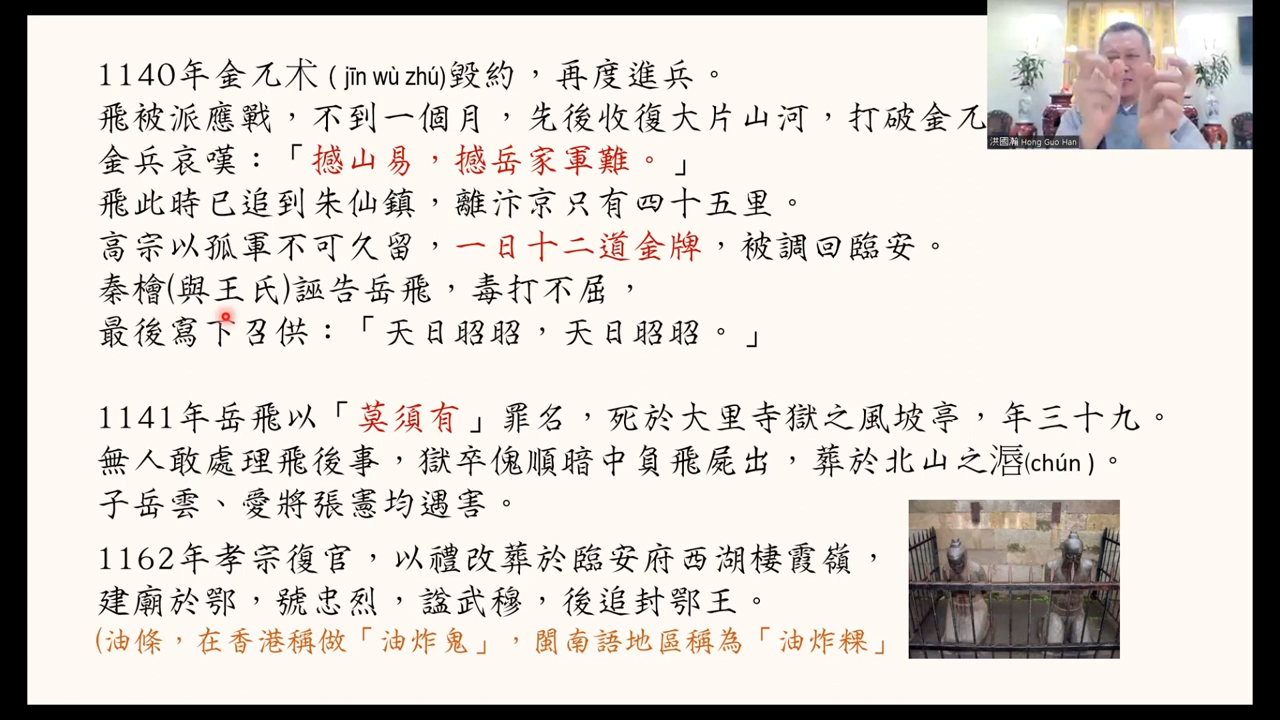 1140年金兀术 ( jīn wù zhú)毀約，再度進兵。
飛被派應戰，不到一個月，先後收復大片山河，打破金兀
金兵哀嘆：「撼山易，撼岳家軍難。」
飛此時已追到朱仙鎮，離汴京只有四十五里。
高宗以孤軍不可久留，一日十二道金牌，被調回臨安。
秦檜(與王氏)誣告岳飛，毒打不屈，
最後寫下召供：「天日昭昭，天日昭昭。」
1141年岳飛以「莫須有」罪名，死於大里寺獄之風坡亭，年三十九。
無人敢處理飛後事，獄卒傀順暗中負飛屍出，葬於北山之漘(chún )。
子岳雲、愛將張憲均遇害。
1162年孝宗復官，以禮改葬於臨安府西湖棲霞嶺，
建廟於鄂，號忠烈，諡武穆，後追封鄂王。
(油條，在香港稱做「油炸鬼」，閩南語地區稱為「油炸粿」
洪國瀚 Hong Guo Han